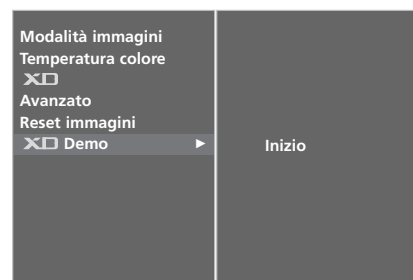 Modalità immagini
Temperatura colore
XD
Avanzato
Reset immagini
XD Demo ►
Inizio